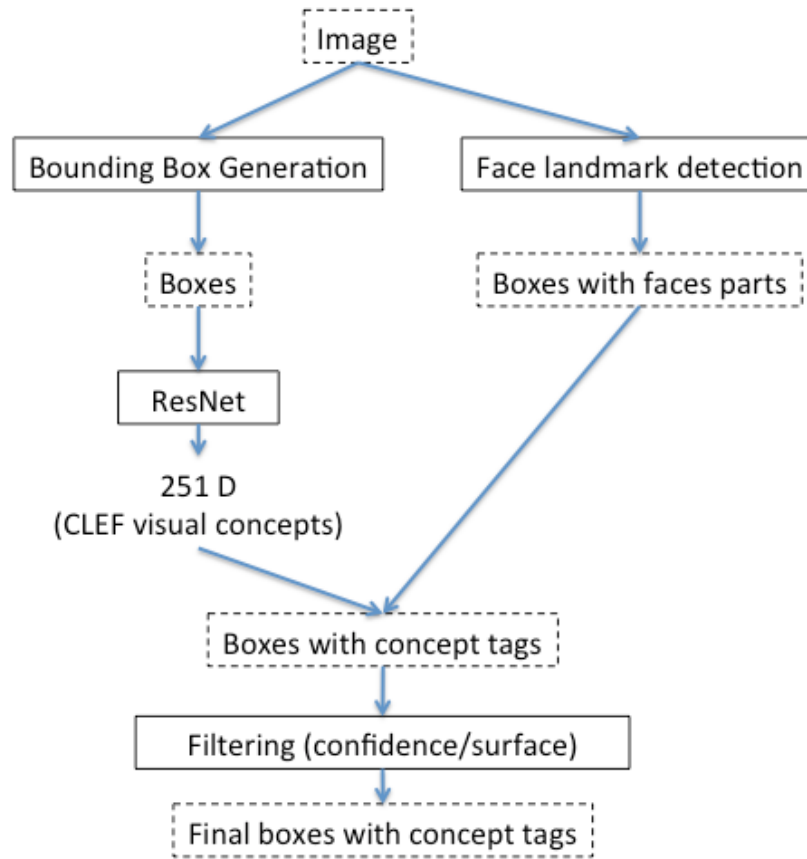 Image
Bounding Box Generation
Face landmark detection
Boxes
Boxes with faces parts
ResNet
251 D
(CLEF visual concepts)
Boxes with concept tags
Filtering (confidence/surface)
Final boxes with concept tags